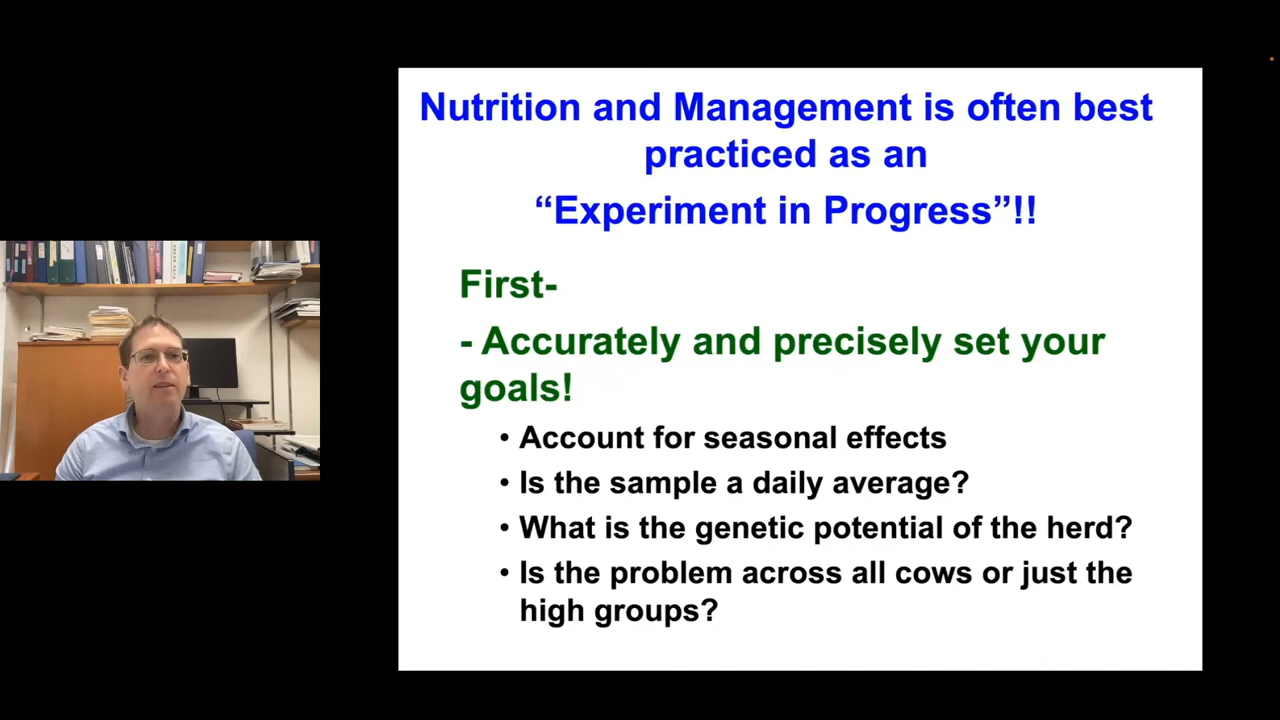 Nutrition and Management is often best
practiced as an
“Experiment in Progress”!!
First-
- Accurately and precisely set your
goals!
• Account for seasonal effects
• Is the sample a daily average?
• What is the genetic potential of the herd?
• Is the problem across all cows or just the
high groups?